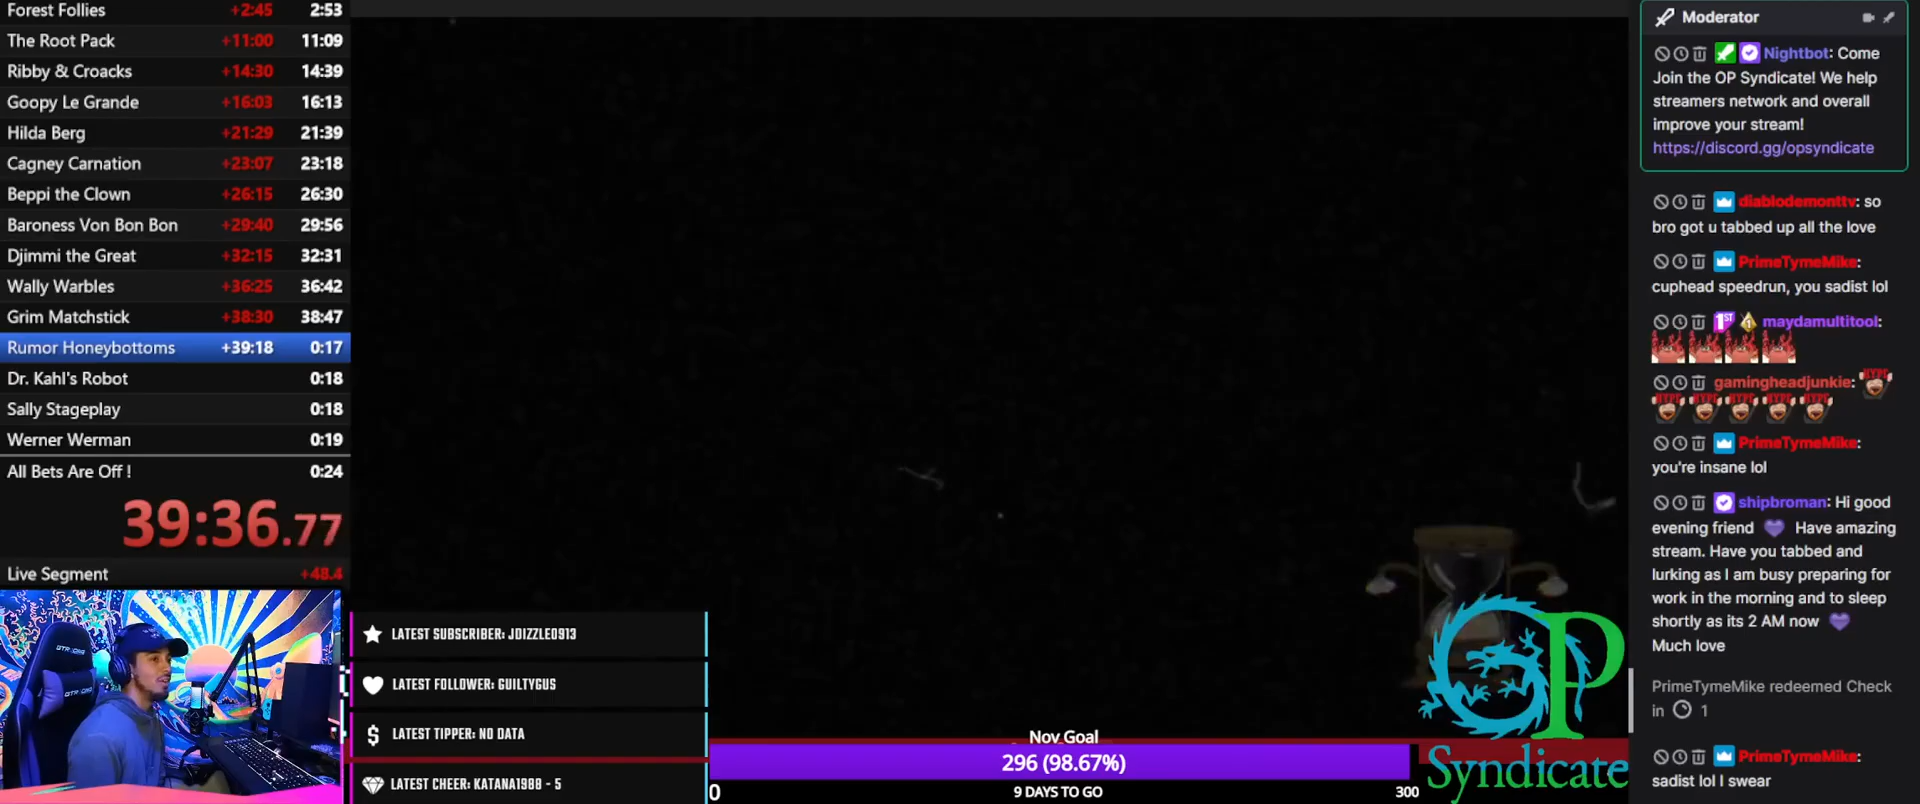 Forest Follies +2:45 2:53
The Root Pack +11:00 11:09
Ribby & Croacks +14:30 14:39
Goopy Le Grande +16:03 16:13
Hilda Berg +21:29 21:39
Cagney Carnation +23:07 23:18
Beppi the Clown +26:15 26:30
Baroness Von Bon Bon +29:40 29:56
Djimmi the Great +32:15 32:31
Wally Warbles +36:25 36:42
Grim Matchstick +38:30 38:47
Rumor Honeybottoms +39:18 0:17
Dr. Kahl's Robot 0:18
Sally Stageplay 0:18
Werner Werman 0:19
All Bets Are Off ! 0:24
39:36.77
Live Segment +48.4
GTRACING
GTRACING
LATEST SUBSCRIBER: JDIZZLE0913
LATEST FOLLOWER: GUILTYGUS
LATEST TIPPER: NO DATA
LATEST CHEER: KATANA1988 - 5
Nov Goal
296 (98.67%)
0 9 DAYS TO GO 300
OP
Syndicate
Moderator
Nightbot: Come
Join the OP Syndicate! We help
streamers network and overall
improve your stream!
https://discord.gg/opsyndicate
diablodemonttv: so
bro got u tabbed up all the love
PrimeTymeMike:
cuphead speedrun, you sadist lol
1ST 1 maydamultitool:
gamingheadjunkie: HYPE
HYPE HYPE HYPE HYPE HYPE
PrimeTymeMike:
you're insane lol
shipbroman: Hi good
evening friend 💜 Have amazing
stream. Have you tabbed and
lurking as I am busy preparing for
work in the morning and to sleep
shortly as its 2 AM now 💜
Much love
PrimeTymeMike redeemed Check
in 1
PrimeTymeMike:
sadist lol I swear